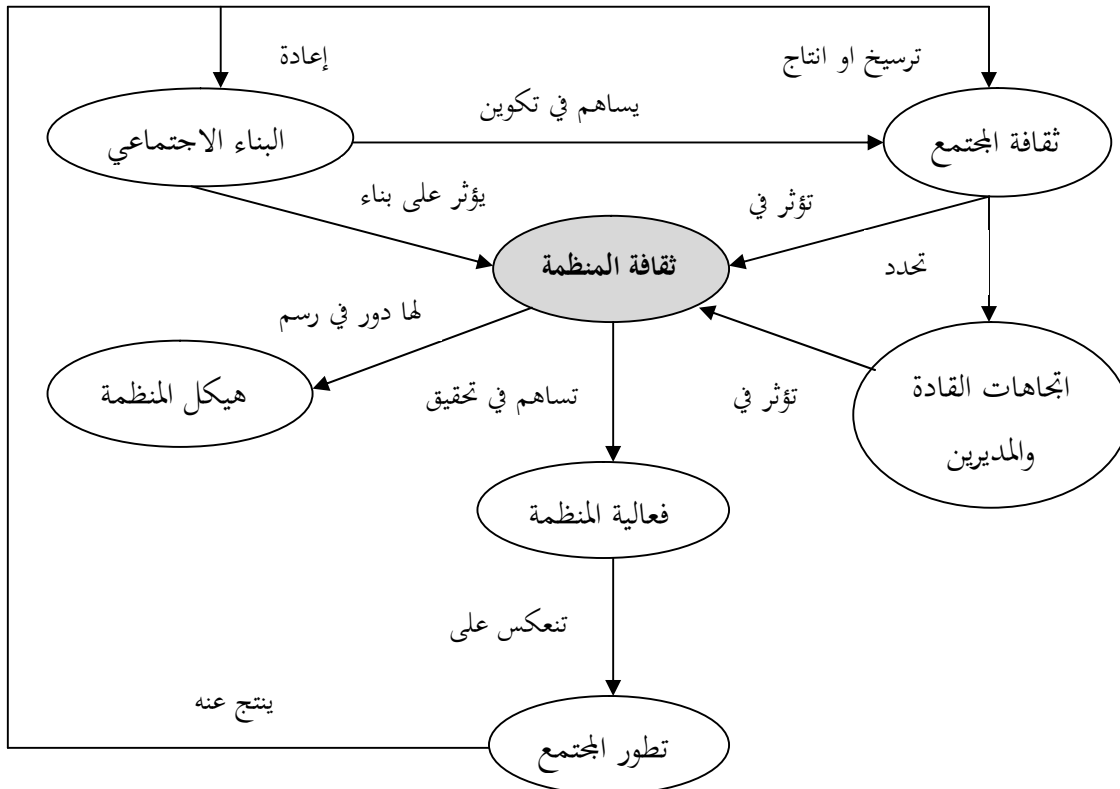 إعادة
ترسيخ او انتاج
يساهم في تكوين
البناء الاجتماعي
ثقافة المجتمع
يؤثر على بناء
تؤثر في
ثقافة المنظمة
تحدد
لها دور في رسم
هيكل المنظمة
تساهم في تحقيق
تؤثر في
اتجاهات القادة
والمديرين
فعالية المنظمة
تنعكس على
ينتج عنه
تطور المجتمع